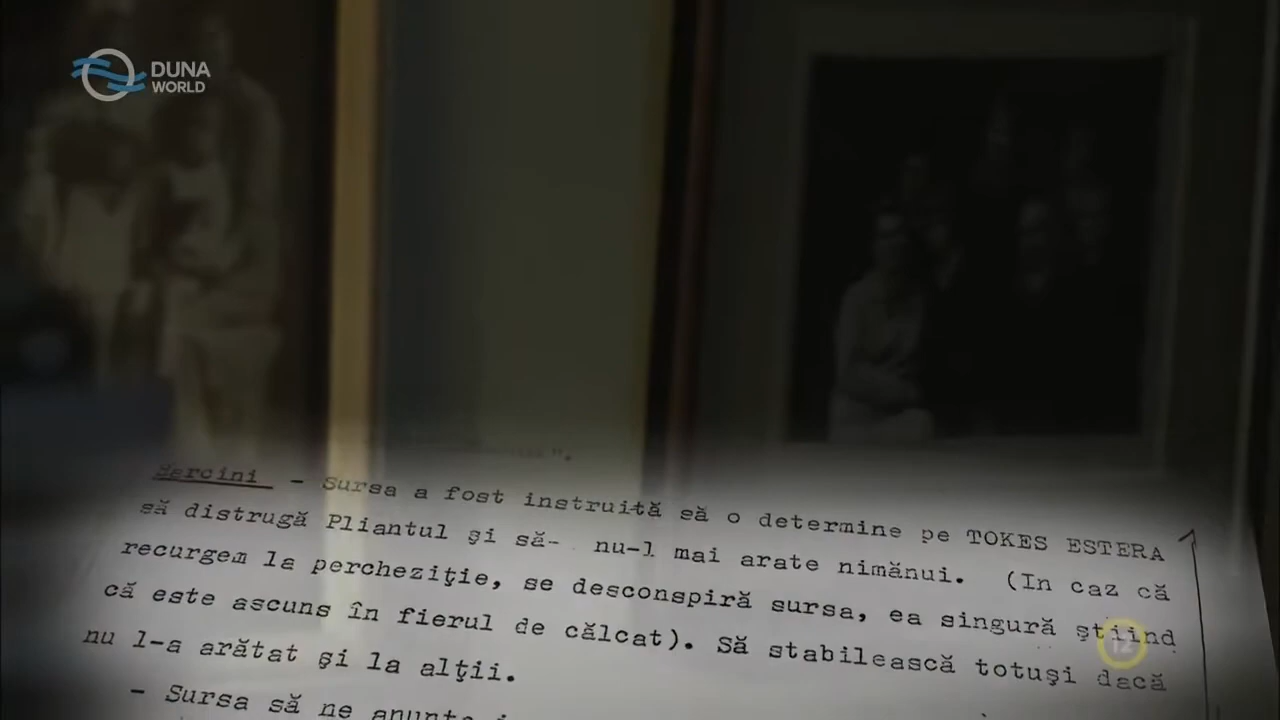 DUNA
WORLD
".
Sarcini - Sursa a fost instruită să o determine pe TOKES ESTERA
să distrugă Pliantul şi să- nu-l mai arate nimănui. (In caz că
recurgem la percheziţie, se desconspiră sursa, ea singură ştiind
că este ascuns în fierul de călcat). Să stabilească totuşi dacă
nu l-a arătat şi la alţii.
- Sursa să ne anunţe
12